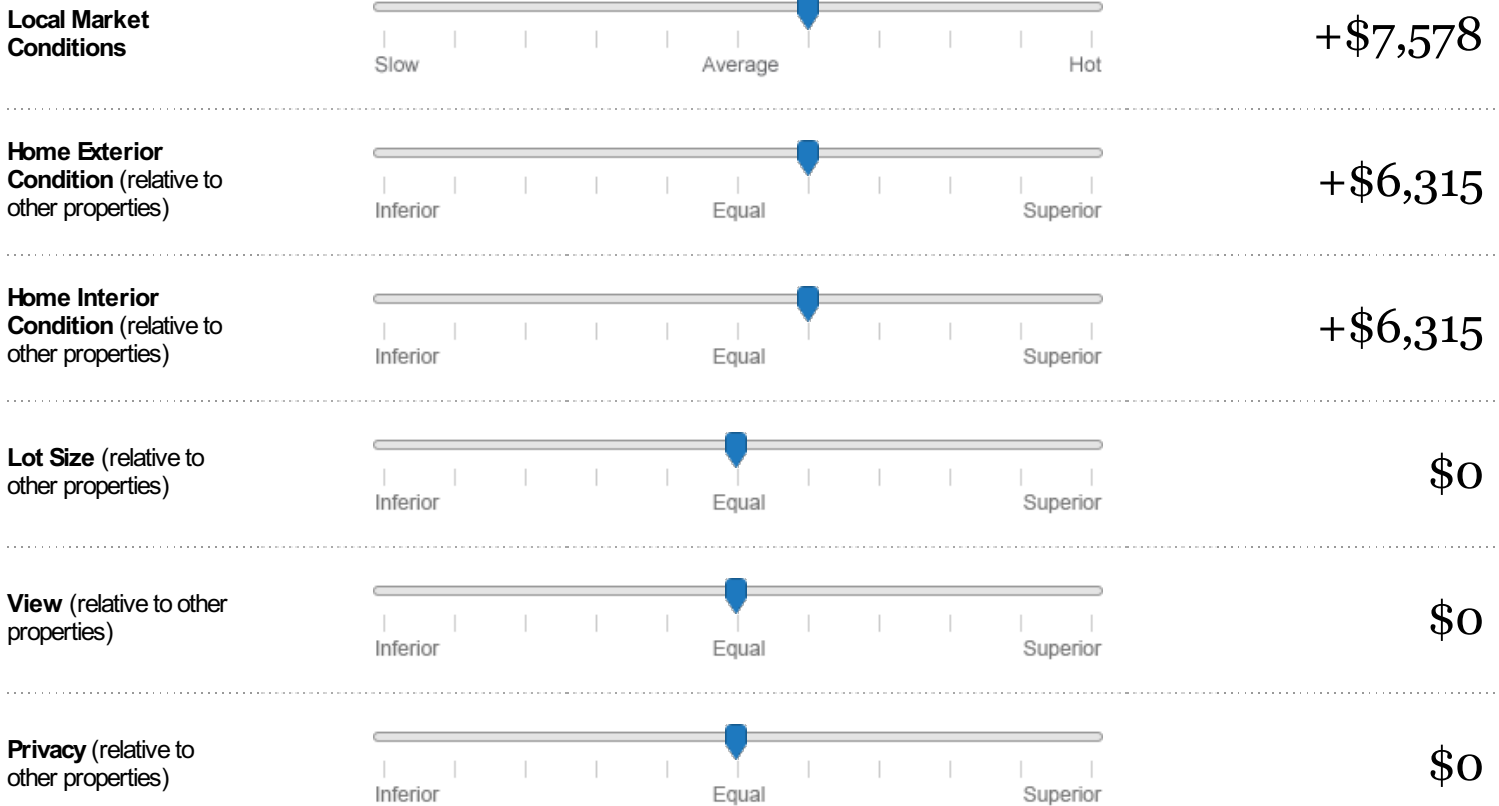 Local Market
Conditions
Slow Average Hot
+$7,578
Home Exterior
Condition (relative to
other properties)
Inferior Equal Superior
+$6,315
Home Interior
Condition (relative to
other properties)
Inferior Equal Superior
+$6,315
Lot Size (relative to
other properties)
Inferior Equal Superior
$0
View (relative to other
properties)
Inferior Equal Superior
$0
Privacy (relative to
other properties)
Inferior Equal Superior
$0